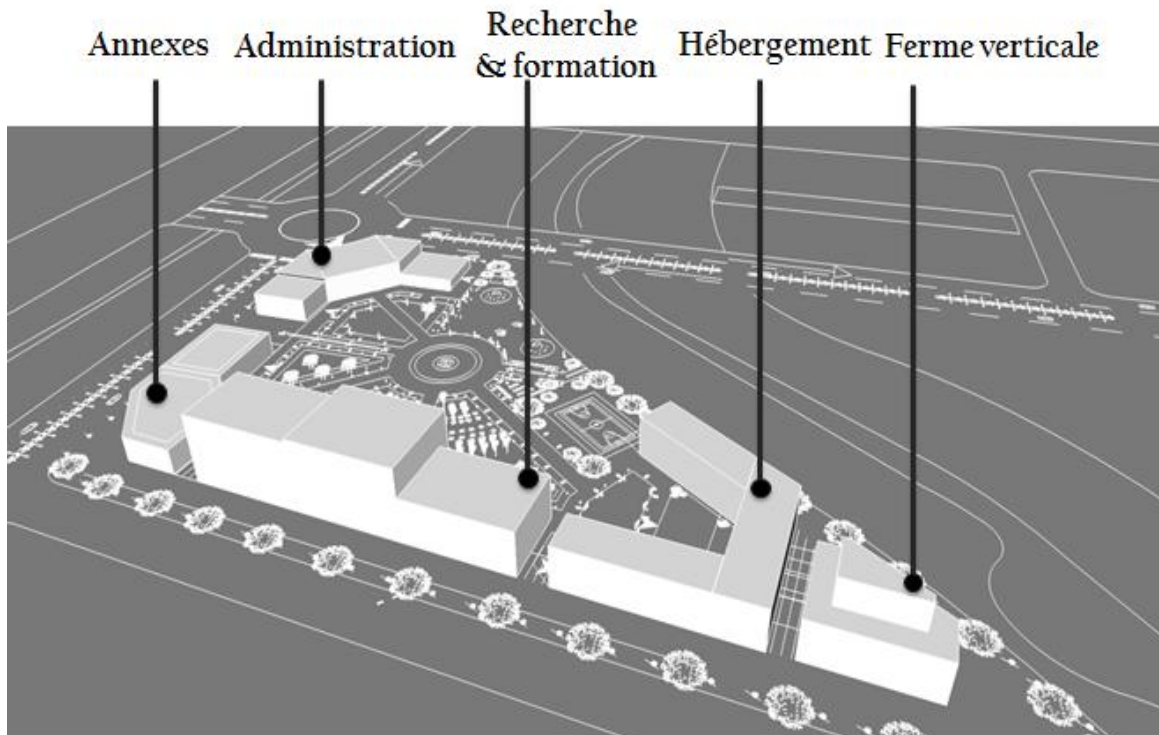 Annexes
Administration
Recherche
& formation
Hébergement
Ferme verticale